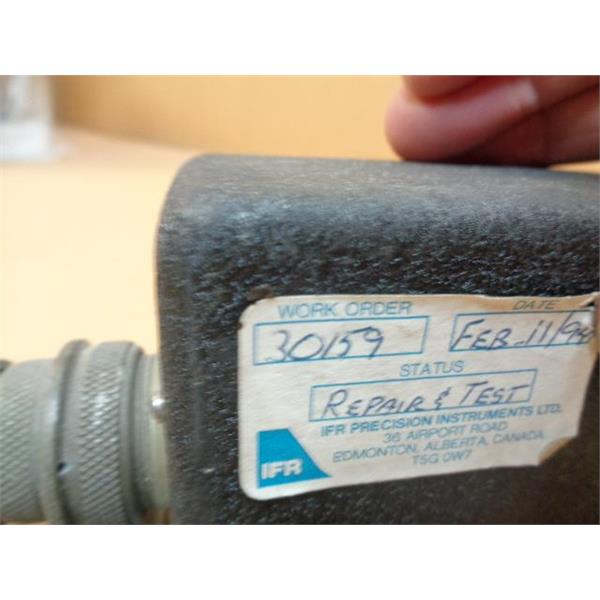 WORK ORDER
DATE
30159
FEB. 11/
STATUS
REPAIR & TEST
IFR PRECISION INSTRUMENTS LTD.
36 AIRPORT ROAD
EDMONTON, ALBERTA, CANADA
T5G 0W7
IFR